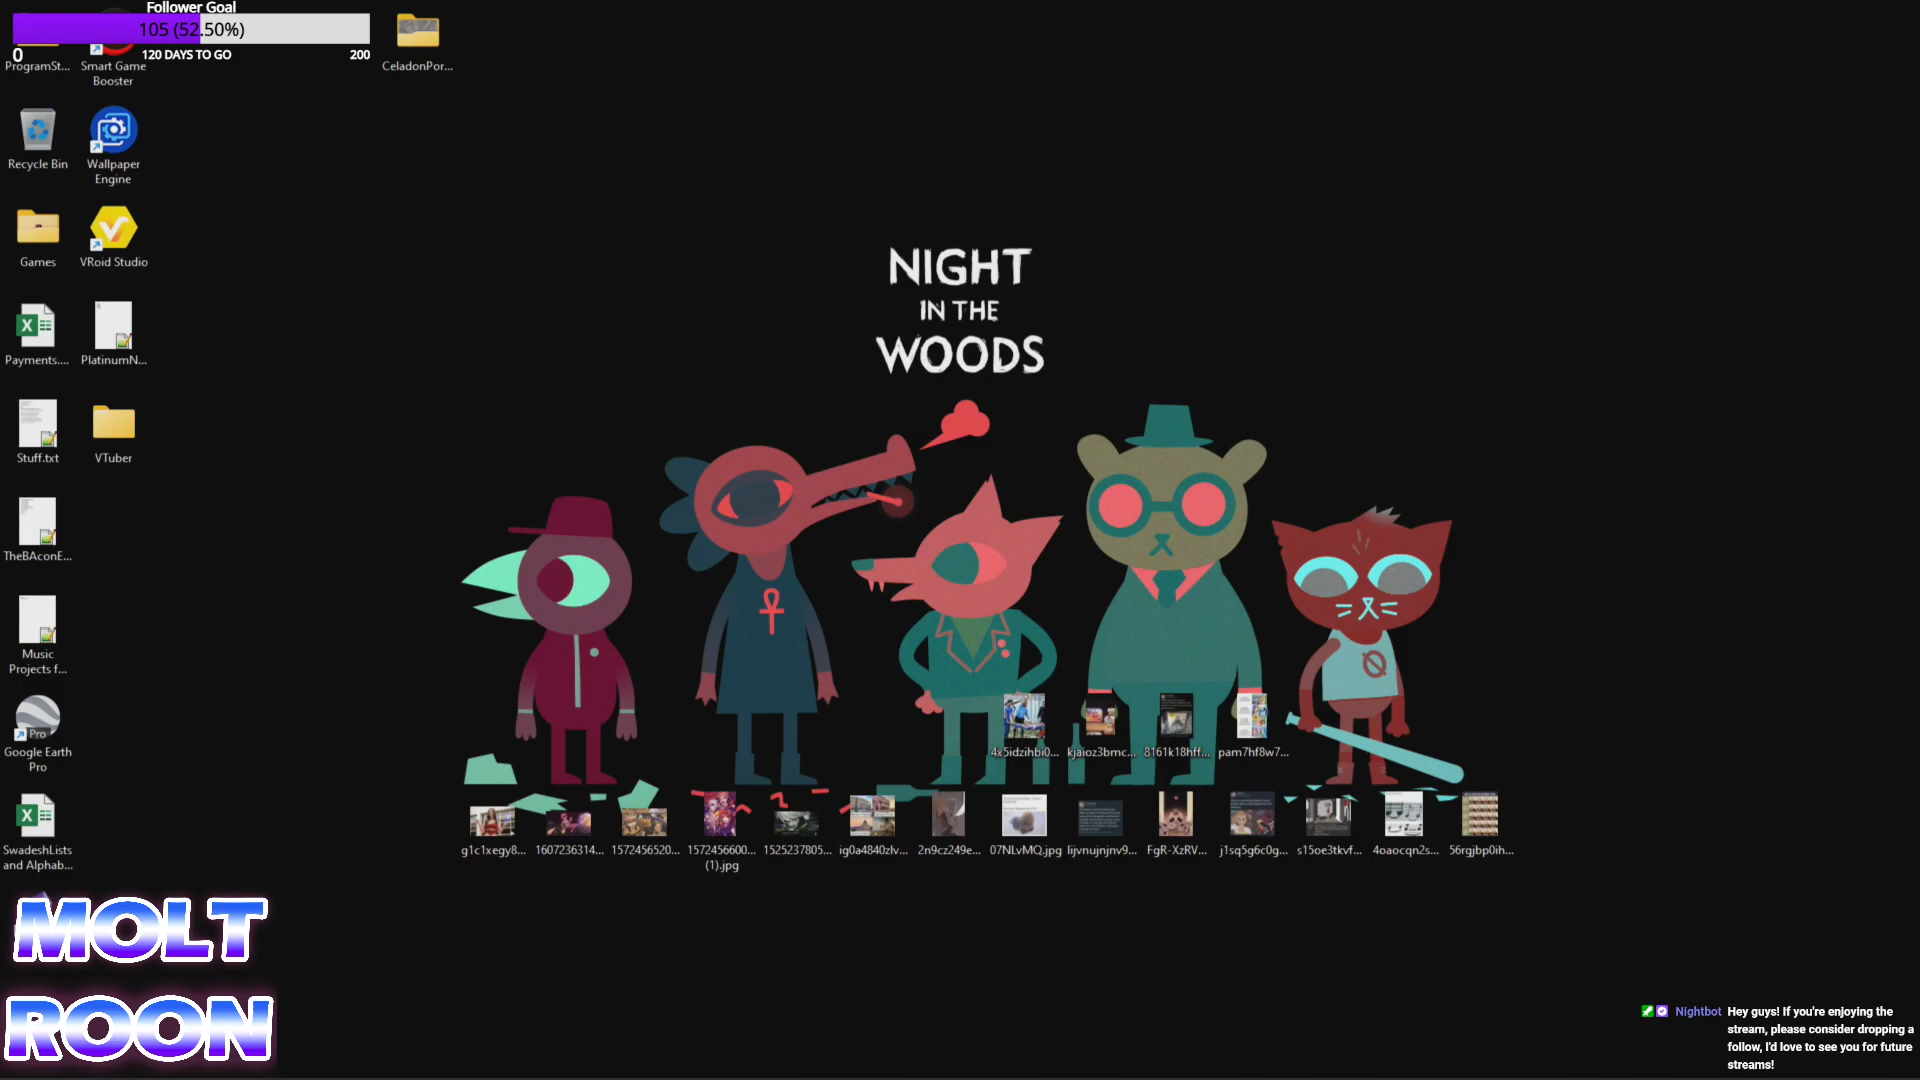 Follower Goal
105 (52.50%)
0
120 DAYS TO GO
200
ProgramSt...
Smart Game
Booster
CeladonPor...
Recycle Bin
Wallpaper
Engine
Games
VRoid Studio
Payments....
PlatinumN...
Stuff.txt
VTuber
TheBAconE...
Music
Projects f...
Pro
Google Earth
Pro
SwadeshLists
and Alphab...
NIGHT
IN THE
WOODS
4x5idzihbi0...
kjaioz3bmc...
8161k18hff...
pam7hf8w7...
g1c1xegy8...
1607236314...
1572456520...
1572456600...
(1).jpg
1525237805...
ig0a4840zlv...
2n9cz249e...
07NLvMQ.jpg
lijvnujnjnv9...
FgR-XzRV...
j1sq5g6c0g...
s15oe3tkvf...
4oaocqn2s...
56rgjbp0ih...
MOLT
ROON
Nightbot Hey guys! If you're enjoying the
stream, please consider dropping a
follow, I'd love to see you for future
streams!